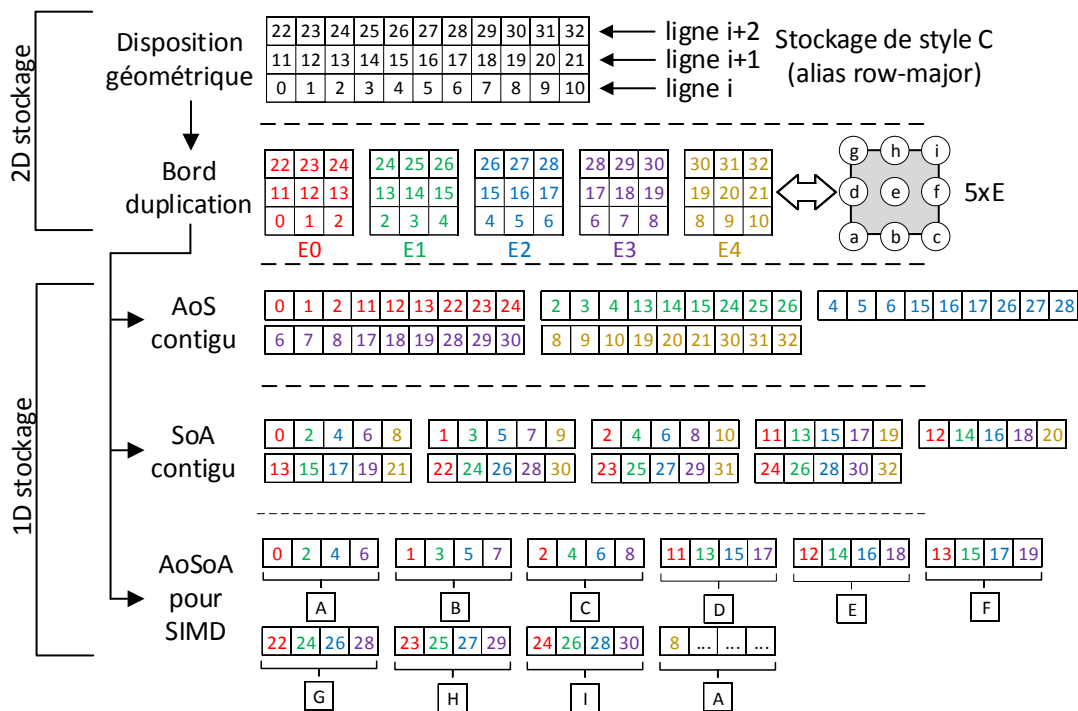 2D stockage
Disposition
géométrique
22 23 24 25 26 27 28 29 30 31 32
11 12 13 14 15 16 17 18 19 20 21
0 1 2 3 4 5 6 7 8 9 10
ligne i+2
ligne i+1
ligne i
Stockage de style C
(alias row-major)
Bord
duplication
22 23 24 24 25 26 26 27 28 28 29 30 30 31 32
11 12 13 13 14 15 15 16 17 17 18 19 19 20 21
0 1 2 2 3 4 4 5 6 6 7 8 8 9 10
E0 E1 E2 E3 E4
g h i
d e f
a b c
5xE
1D stockage
AoS
contigu
0 1 2 11 12 13 22 23 24 2 3 4 13 14 15 24 25 26 4 5 6 15 16 17 26 27 28
6 7 8 17 18 19 28 29 30 8 9 10 19 20 21 30 31 32
SoA
contigu
0 2 4 6 8 1 3 5 7 9 2 4 6 8 10 11 13 15 17 19 12 14 16 18 20
13 15 17 19 21 22 24 26 28 30 23 25 27 29 31 24 26 28 30 32
AoSoA
pour
SIMD
0 2 4 6 1 3 5 7 2 4 6 8 11 13 15 17 12 14 16 18 13 15 17 19
A B C D E F
22 24 26 28 23 25 27 29 24 26 28 30 8 ... ... ...
G H I A